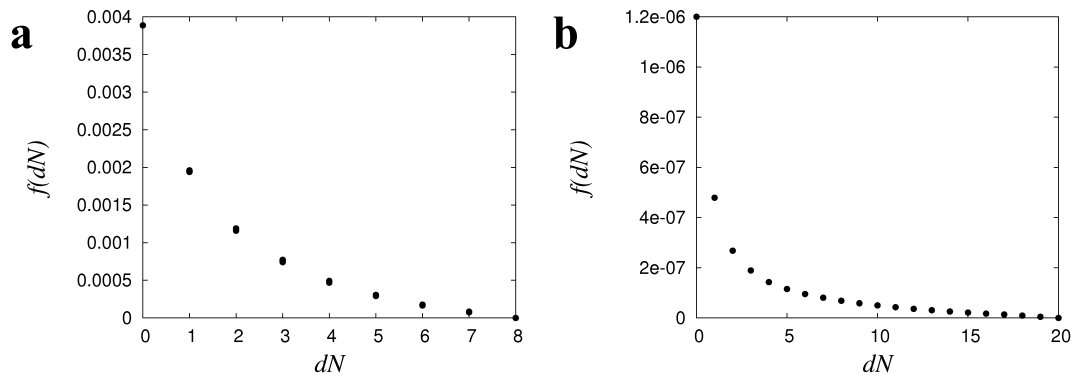 a
0.004
0.0035
0.003
0.0025
0.002
0.0015
0.001
0.0005
0
f(dN)
0 1 2 3 4 5 6 7 8
dN
b
1.2e-06
1e-06
8e-07
6e-07
4e-07
2e-07
0
f(dN)
0 5 10 15 20
dN